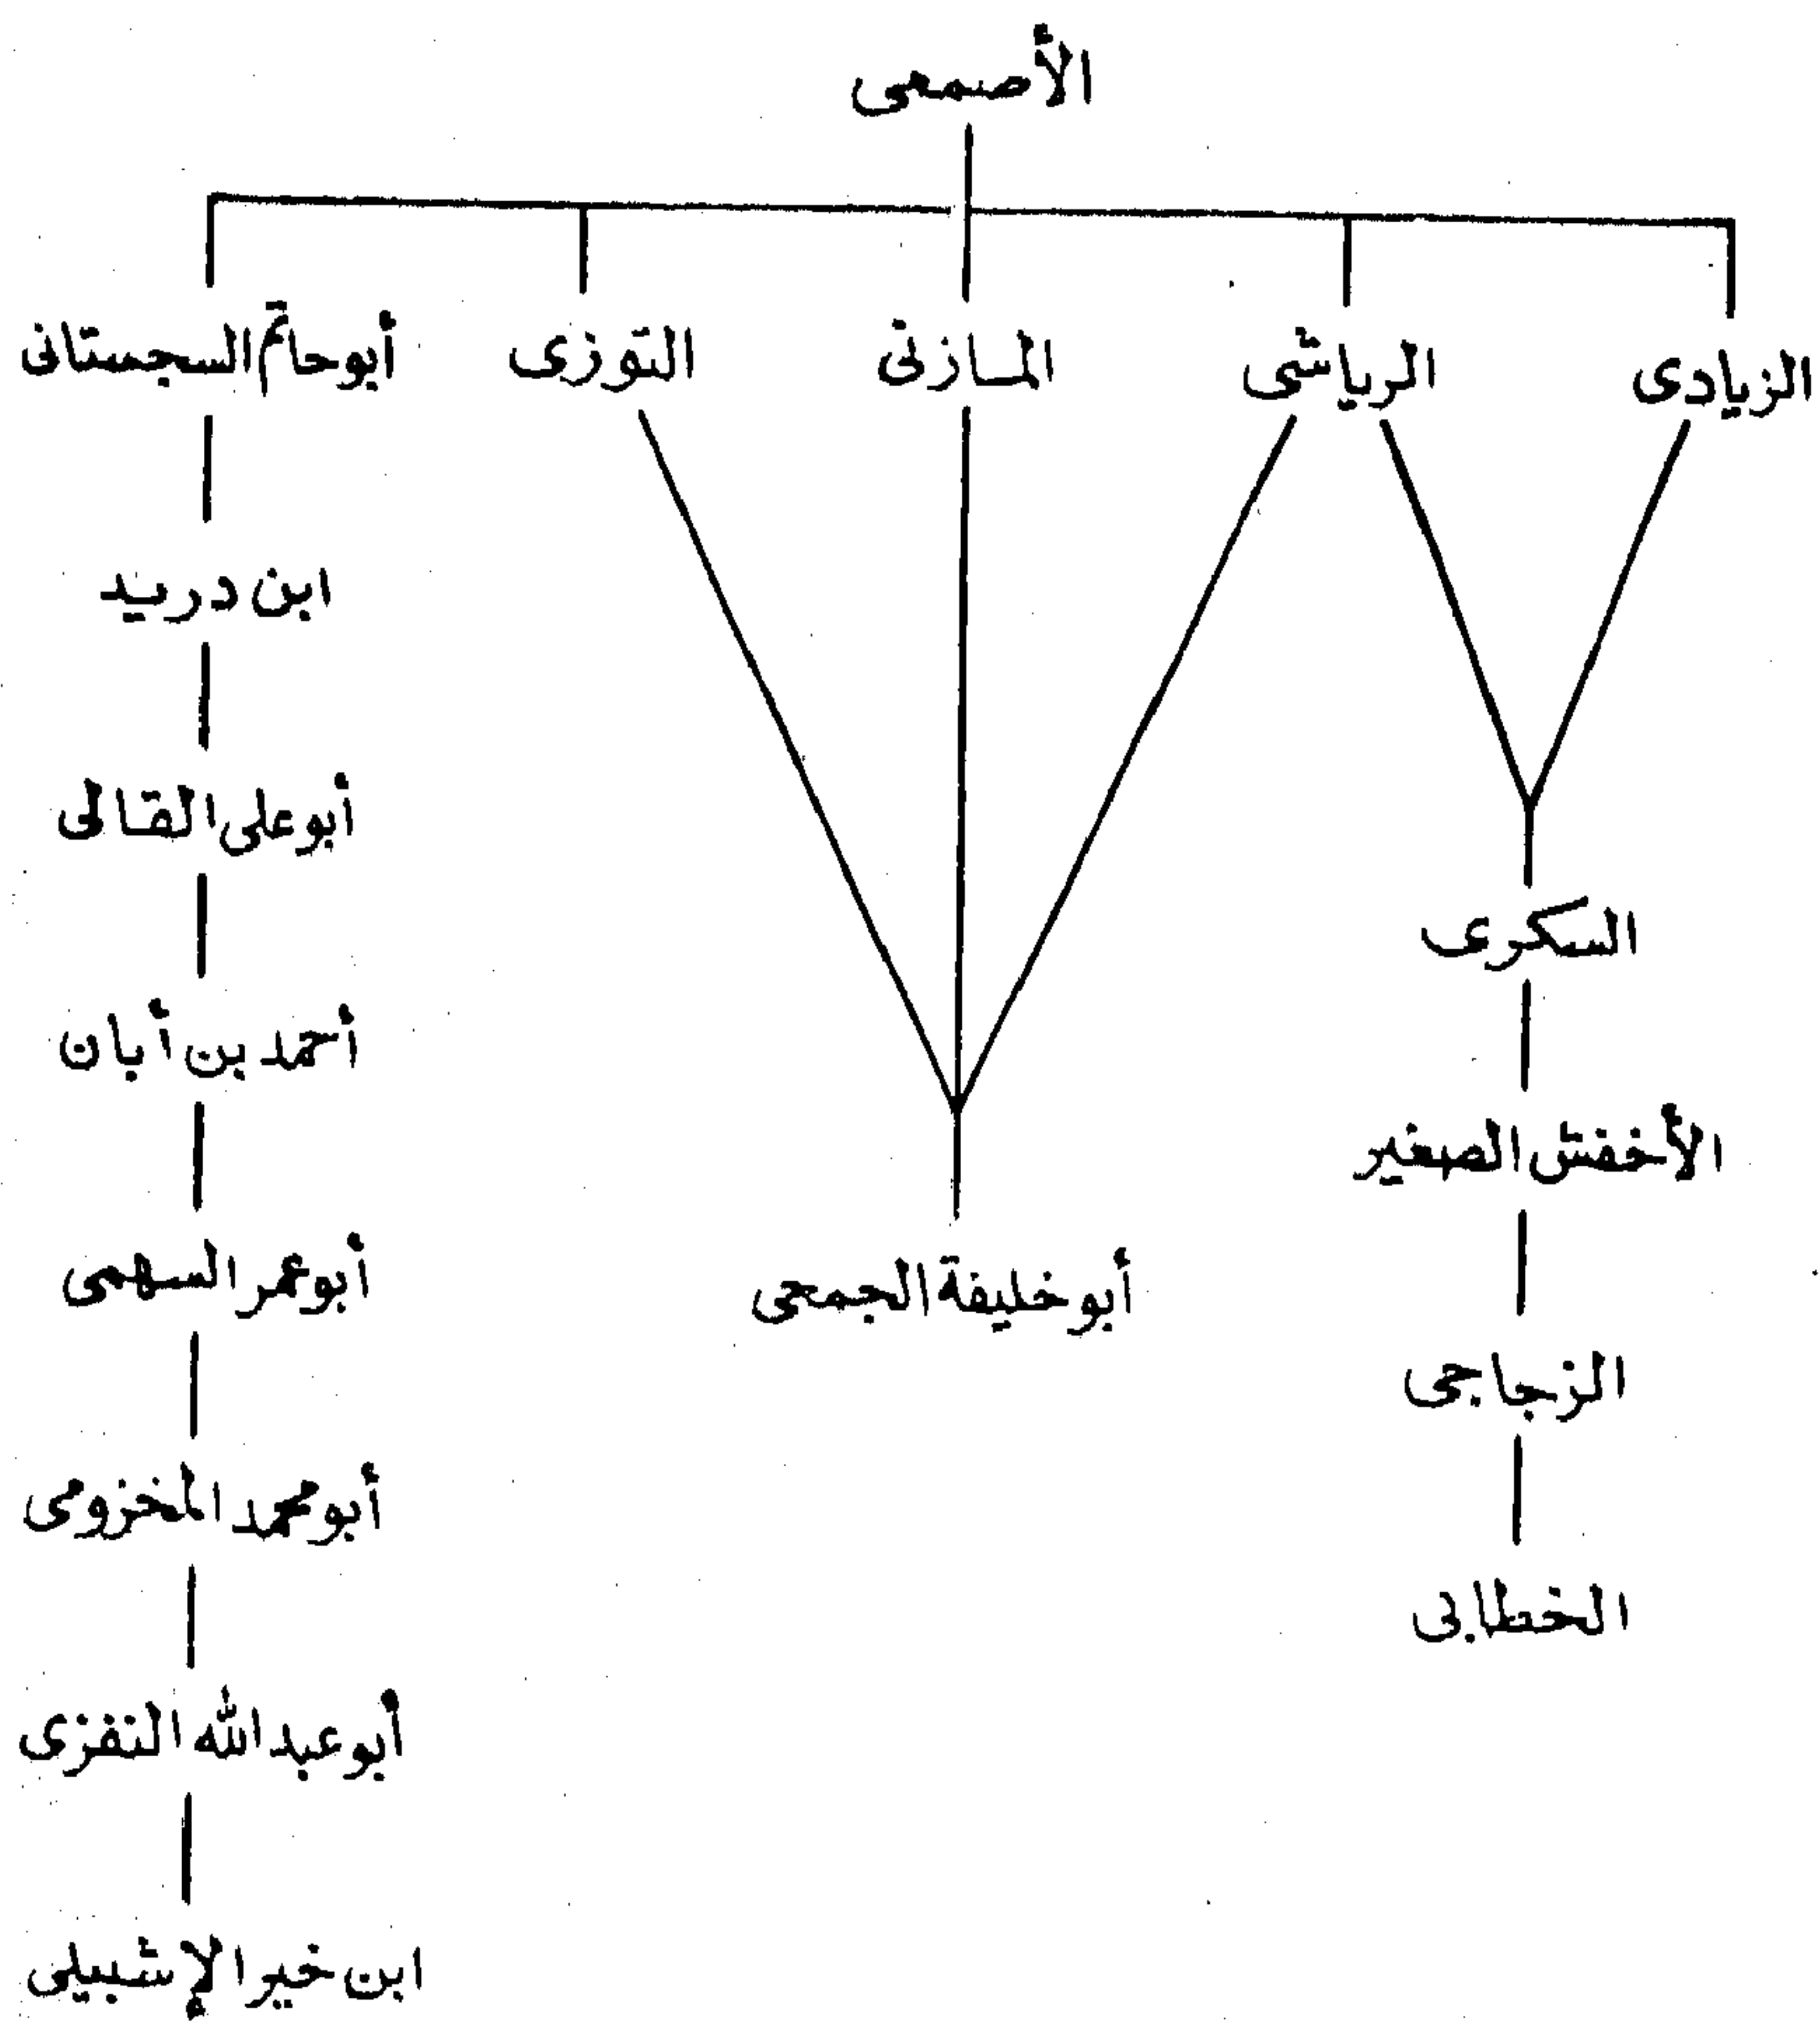 الأصمعى
الزيادى
الرياشى
المازنى
التوزى
أبو حاتم السجستانى
السكرى
الأخفش الصغير
الزجاجى
الخطابى
أبو خليفة الجمحى
ابن دريد
أبو على القالى
أحمد بن أبان
أبو عمر السهمى
أبو محمد المخزومى
أبو عبد الله النفزى
ابن خير الإشبيلى